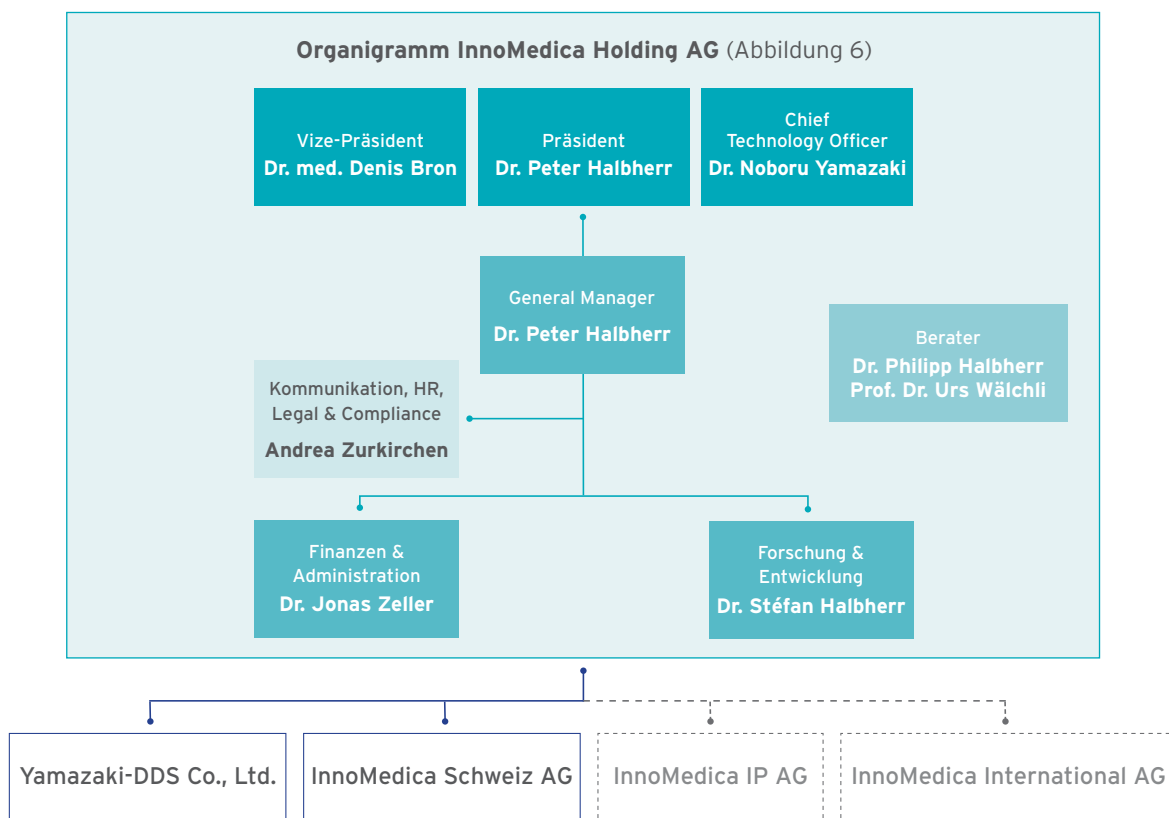 Organigramm InnoMedica Holding AG (Abbildung 6)
Vize-Präsident
Dr. med. Denis Bron
Präsident
Dr. Peter Halbherr
Chief
Technology Officer
Dr. Noboru Yamazaki
General Manager
Dr. Peter Halbherr
Berater
Dr. Philipp Halbherr
Prof. Dr. Urs Wälchli
Kommunikation, HR,
Legal & Compliance
Andrea Zurkirchen
Finanzen &
Administration
Dr. Jonas Zeller
Forschung &
Entwicklung
Dr. Stéfan Halbherr
Yamazaki-DDS Co., Ltd.
InnoMedica Schweiz AG
InnoMedica IP AG
InnoMedica International AG